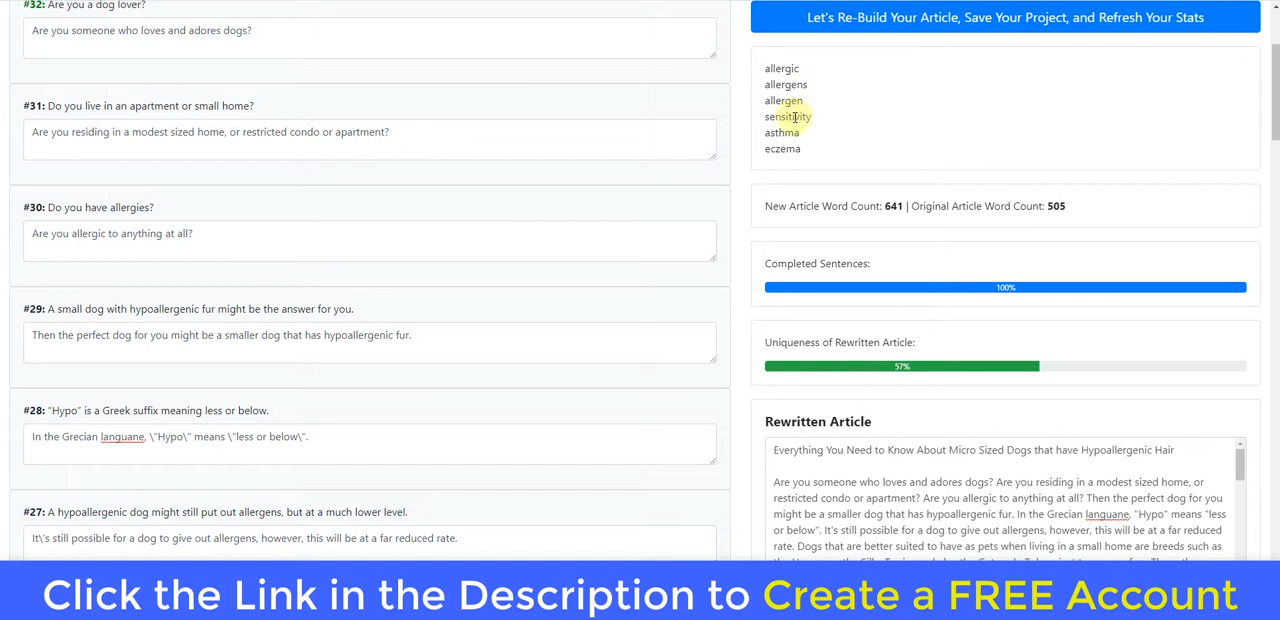 #32: Are you a dog lover?
Are you someone who loves and adores dogs?
#31: Do you live in an apartment or small home?
Are you residing in a modest sized home, or restricted condo or apartment?
#30: Do you have allergies?
Are you allergic to anything at all?
#29: A small dog with hypoallergenic fur might be the answer for you.
Then the perfect dog for you might be a smaller dog that has hypoallergenic fur.
#28: "Hypo" is a Greek suffix meaning less or below.
In the Grecian languane, \"Hypo\" means \"less or below\".
#27: A hypoallergenic dog might still put out allergens, but at a much lower level.
It\'s still possible for a dog to give out allergens, however, this will be at a far reduced rate.
Let's Re-Build Your Article, Save Your Project, and Refresh Your Stats
allergic
allergens
allergen
sensitivity
asthma
eczema
New Article Word Count: 641 | Original Article Word Count: 505
Completed Sentences:
100%
Uniqueness of Rewritten Article:
57%
Rewritten Article
Everything You Need to Know About Micro Sized Dogs that have Hypoallergenic Hair
Are you someone who loves and adores dogs? Are you residing in a modest sized home, or
restricted condo or apartment? Are you allergic to anything at all? Then the perfect dog for you
might be a smaller dog that has hypoallergenic fur. In the Grecian languane, "Hypo" means "less
or below". It's still possible for a dog to give out allergens, however, this will be at a far reduced
rate. Dogs that are better suited to have as pets when living in a small home are breeds such as
Click the Link in the Description to Create a FREE Account